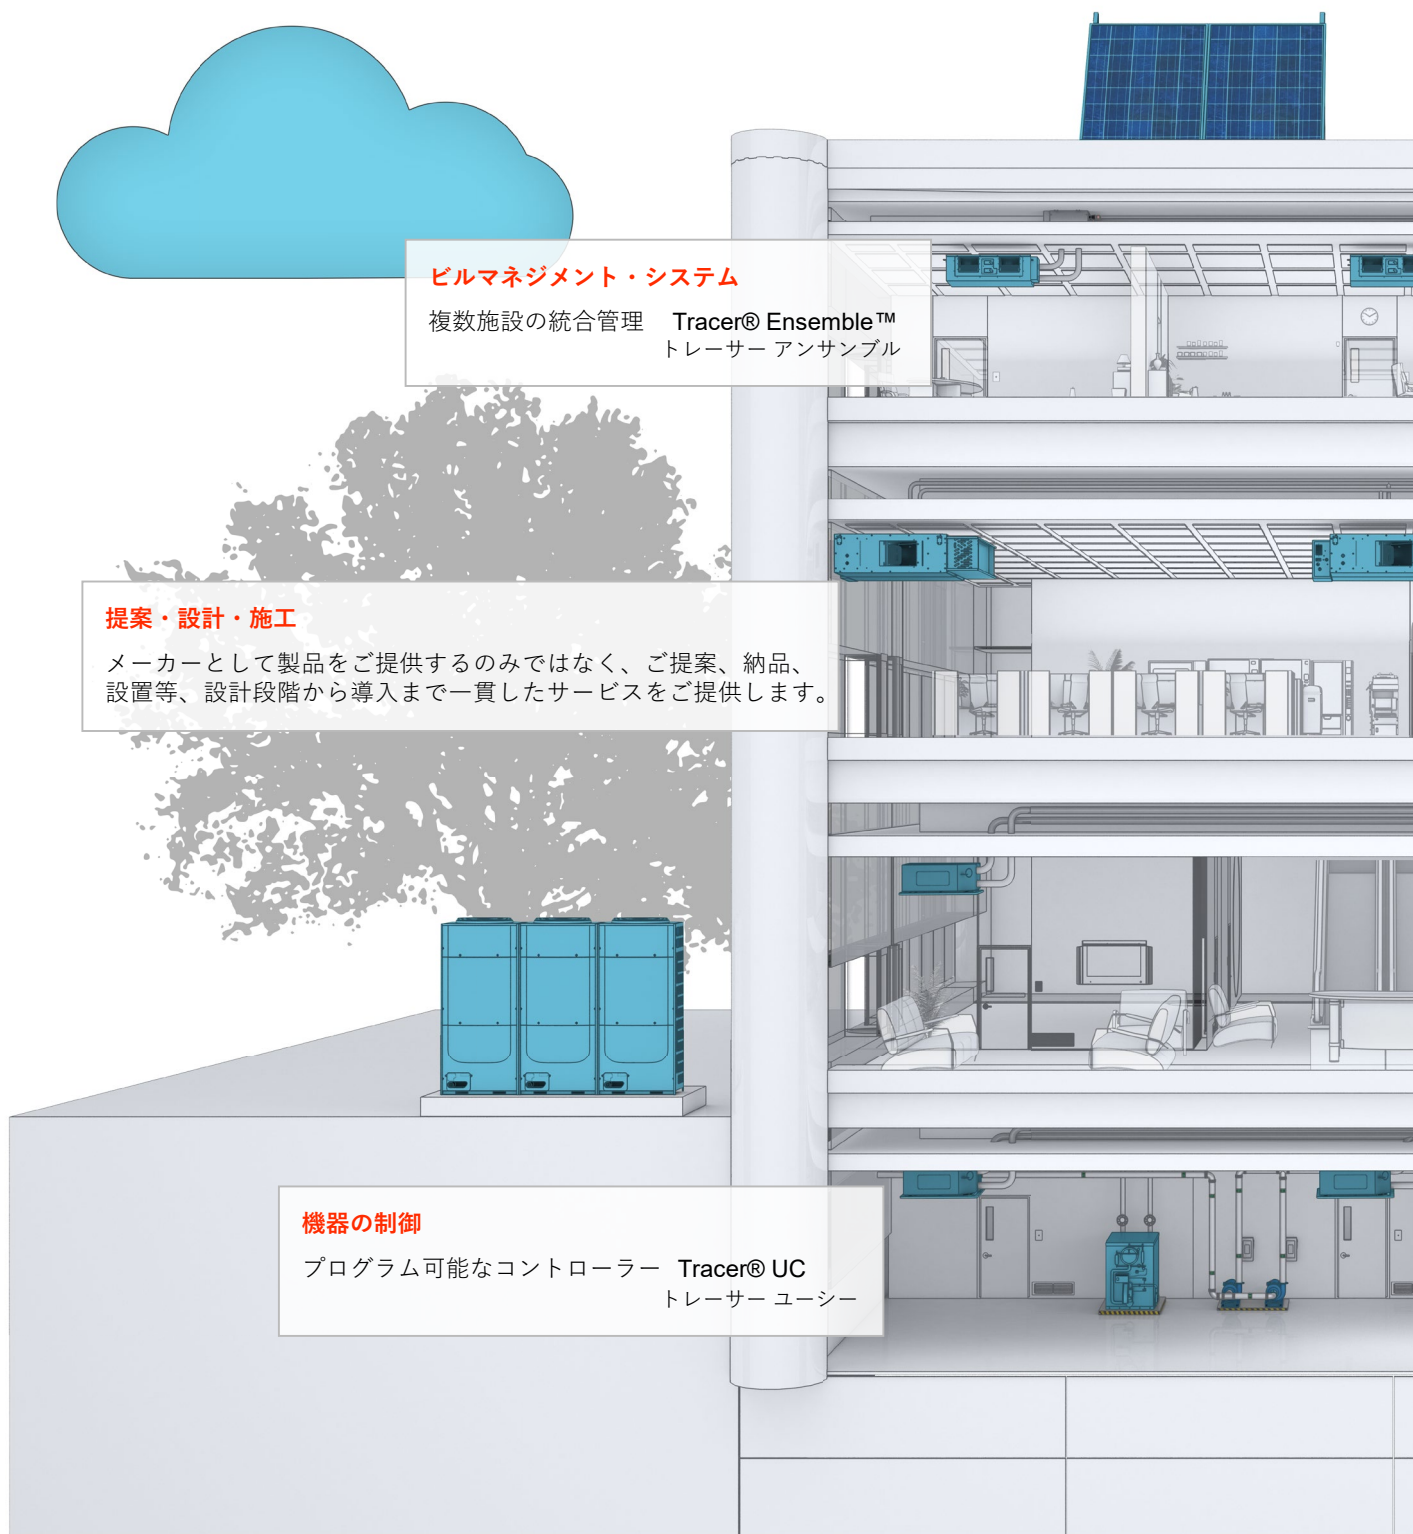 ビルマネジメント・システム
複数施設の統合管理 Tracer® Ensemble™
トレーサー アンサンブル
提案・設計・施工
メーカーとして製品をご提供するのみではなく、ご提案、納品、
設置等、設計段階から導入まで一貫したサービスをご提供します。
機器の制御
プログラム可能なコントローラー Tracer® UC
トレーサー ユーシー